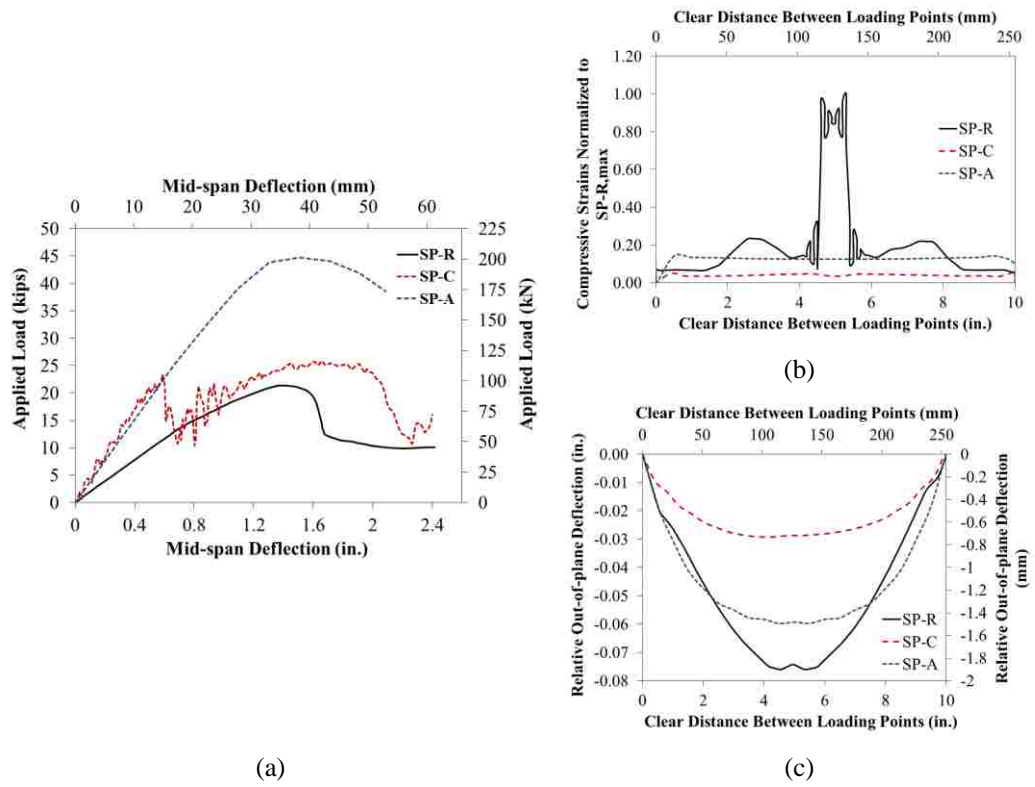 Mid-span Deflection (mm)
0 10 20 30 40 50 60
50
45
40
35
30
25
20
15
10
5
0
Applied Load (kips)
SP-R
SP-C
SP-A
225
200
175
150
125
100
75
50
25
0
Applied Load (kN)
0 0.4 0.8 1.2 1.6 2 2.4
Mid-span Deflection (in.)
(a)
Clear Distance Between Loading Points (mm)
0 50 100 150 200 250
Compressive Strains Normalized to
SP-R,max
1.20
1.00
0.80
0.60
0.40
0.20
0.00
SP-R
SP-C
SP-A
0 2 4 6 8 10
Clear Distance Between Loading Points (in.)
(b)
Clear Distance Between Loading Points (mm)
0 50 100 150 200 250
Relative Out-of-plane Deflection (in.)
0.00
-0.01
-0.02
-0.03
-0.04
-0.05
-0.06
-0.07
-0.08
SP-R
SP-C
SP-A
0
-0.2
-0.4
-0.6
-0.8
-1
-1.2
-1.4
-1.6
-1.8
-2
Relative Out-of-plane Deflection
(mm)
0 2 4 6 8 10
Clear Distance Between Loading Points (in.)
(c)